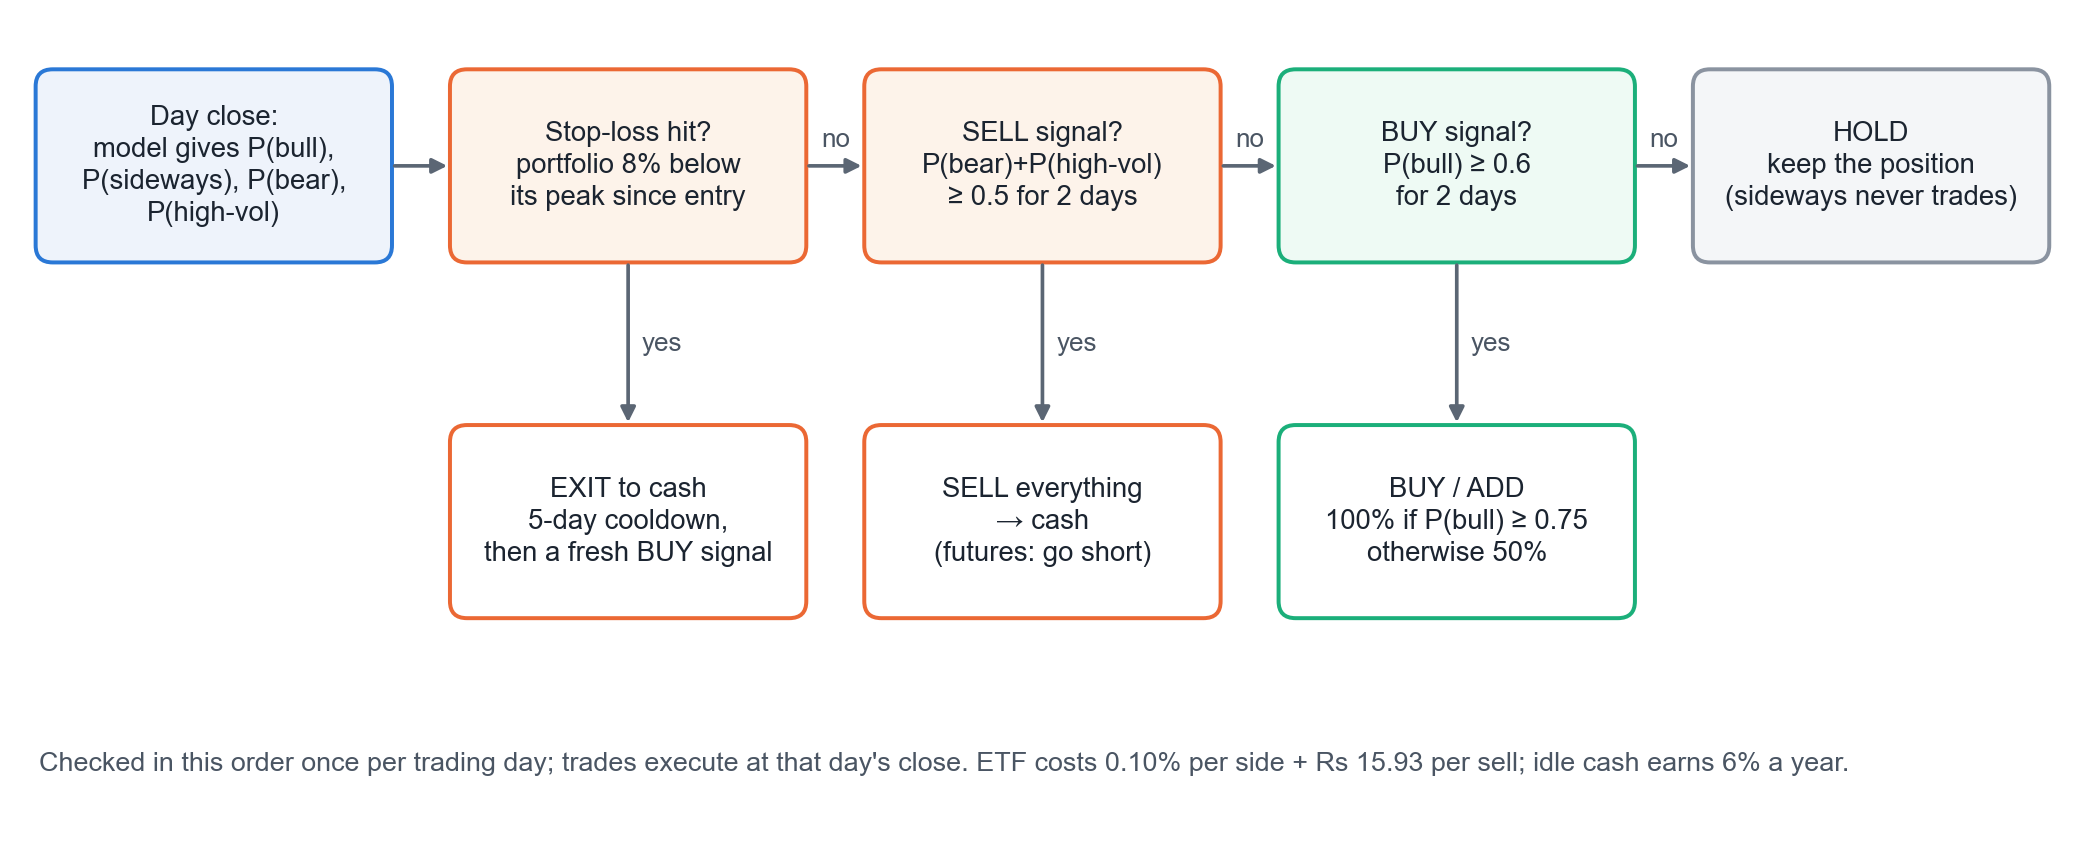 Day close:
model gives P(bull),
P(sideways), P(bear),
P(high-vol)
Stop-loss hit?
portfolio 8% below
its peak since entry
no
SELL signal?
P(bear)+P(high-vol)
≥ 0.5 for 2 days
no
BUY signal?
P(bull) ≥ 0.6
for 2 days
no
HOLD
keep the position
(sideways never trades)
yes
yes
yes
EXIT to cash
5-day cooldown,
then a fresh BUY signal
SELL everything
→ cash
(futures: go short)
BUY / ADD
100% if P(bull) ≥ 0.75
otherwise 50%
Checked in this order once per trading day; trades execute at that day's close. ETF costs 0.10% per side + Rs 15.93 per sell; idle cash earns 6% a year.